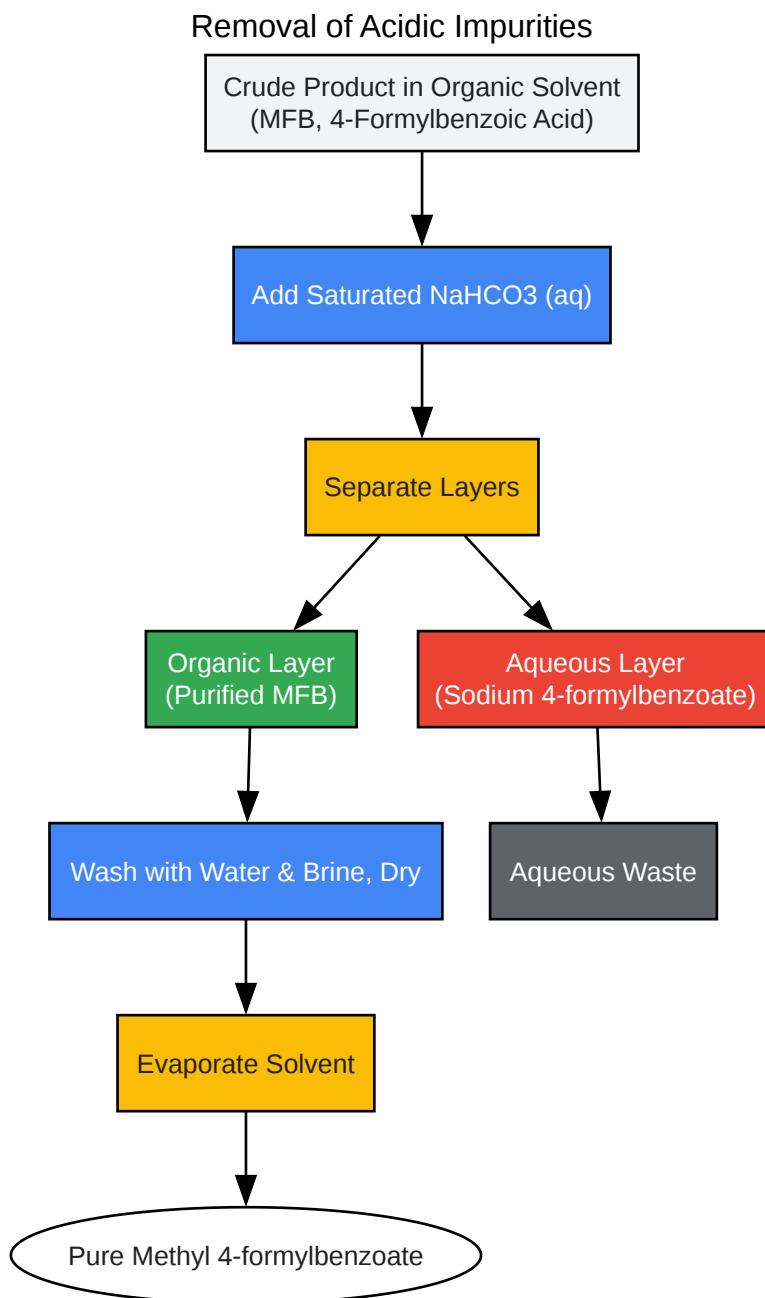 Removal of Acidic Impurities
Crude Product in Organic Solvent
(MFB, 4-Formylbenzoic Acid)
Add Saturated NaHCO3 (aq)
Separate Layers
Organic Layer
(Purified MFB)
Aqueous Layer
(Sodium 4-formylbenzoate)
Wash with Water & Brine, Dry
Aqueous Waste
Evaporate Solvent
Pure Methyl 4-formylbenzoate